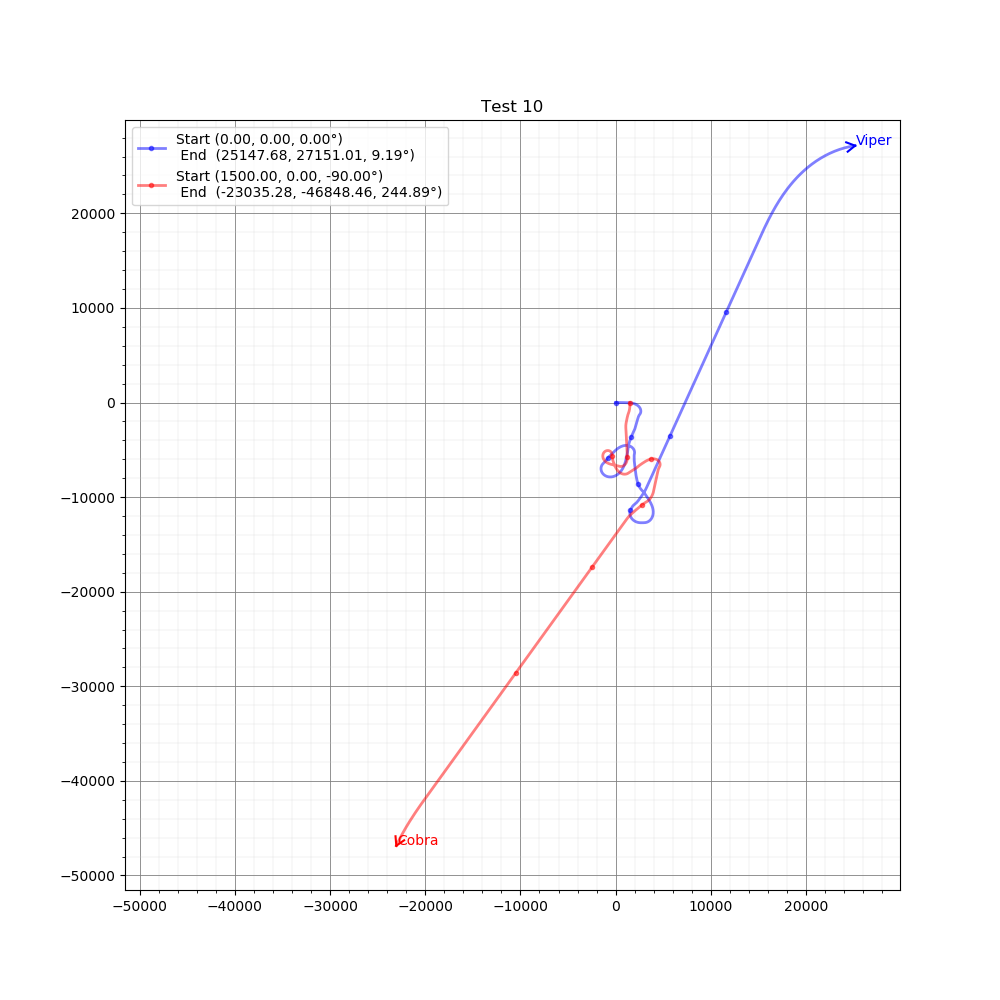 Test 10
Start (0.00, 0.00, 0.00°)
End (25147.68, 27151.01, 9.19°)
Start (1500.00, 0.00, -90.00°)
End (-23035.28, -46848.46, 244.89°)
Viper
20000
10000
0
−10000
−20000
−30000
−40000
Cobra
−50000
−50000 −40000 −30000 −20000 −10000 0 10000 20000